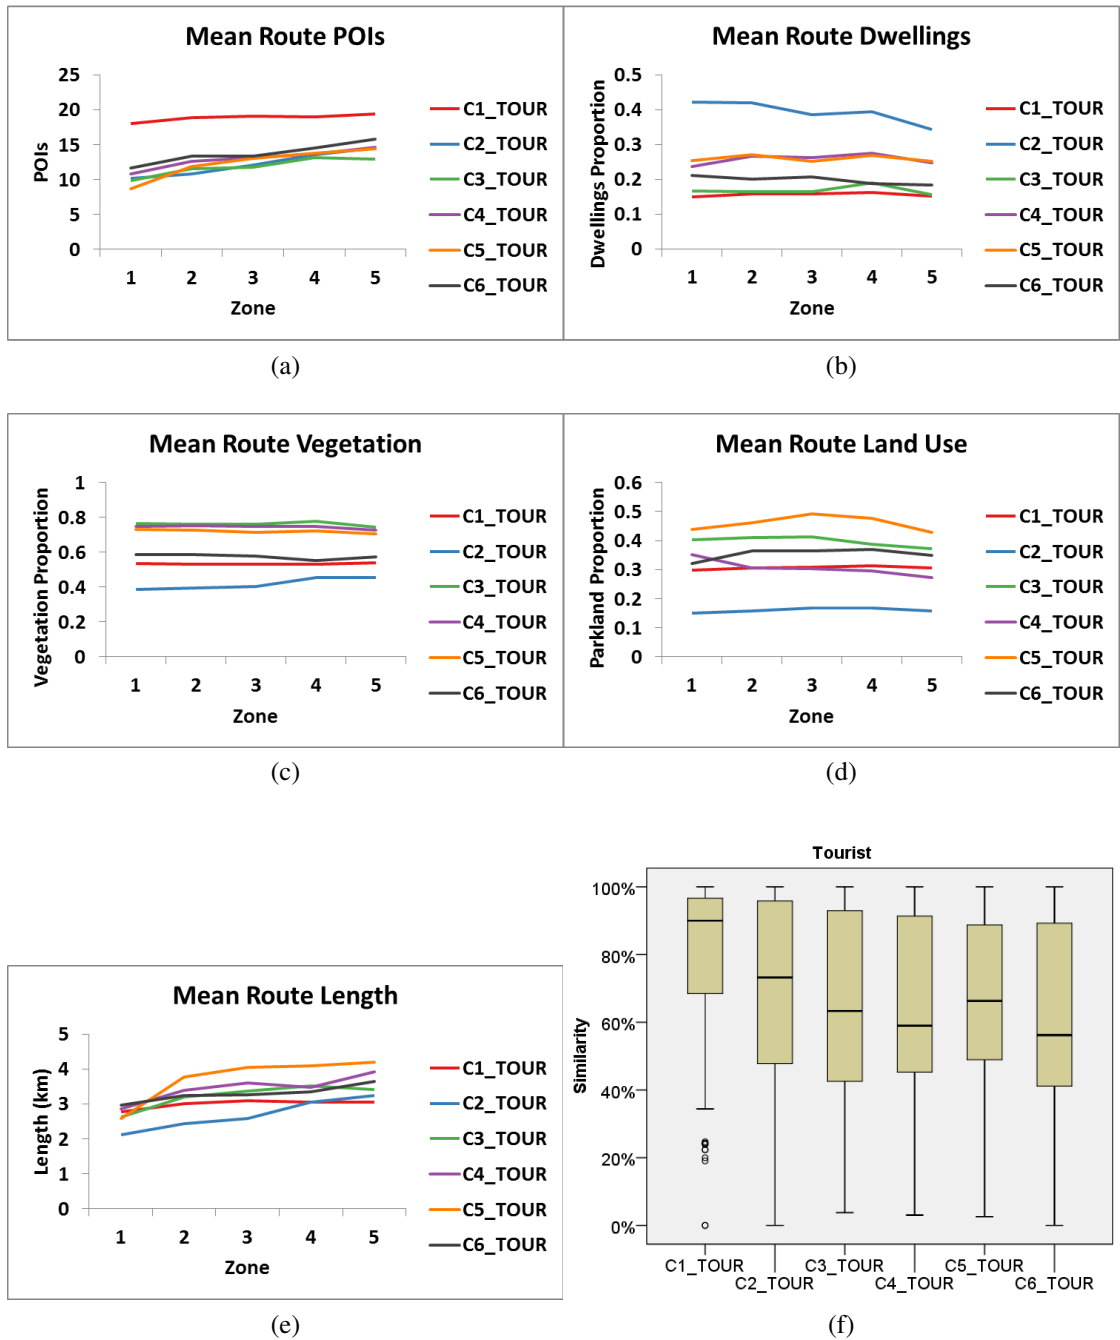 Mean Route POIs
25
20
15
10
5
0
POIs
1 2 3 4 5
Zone
C1_TOUR
C2_TOUR
C3_TOUR
C4_TOUR
C5_TOUR
C6_TOUR
(a)
Mean Route Dwellings
0.5
0.4
0.3
0.2
0.1
0
Dwellings Proportion
1 2 3 4 5
Zone
C1_TOUR
C2_TOUR
C3_TOUR
C4_TOUR
C5_TOUR
C6_TOUR
(b)
Mean Route Vegetation
1
0.8
0.6
0.4
0.2
0
Vegetation Proportion
1 2 3 4 5
Zone
C1_TOUR
C2_TOUR
C3_TOUR
C4_TOUR
C5_TOUR
C6_TOUR
(c)
Mean Route Land Use
0.6
0.5
0.4
0.3
0.2
0.1
0
Parkland Proportion
1 2 3 4 5
Zone
C1_TOUR
C2_TOUR
C3_TOUR
C4_TOUR
C5_TOUR
C6_TOUR
(d)
Mean Route Length
5
4
3
2
1
0
Length (km)
1 2 3 4 5
Zone
C1_TOUR
C2_TOUR
C3_TOUR
C4_TOUR
C5_TOUR
C6_TOUR
(e)
Tourist
100%
80%
60%
40%
20%
0%
Similarity
C1_TOUR C3_TOUR C5_TOUR
C2_TOUR C4_TOUR C6_TOUR
(f)